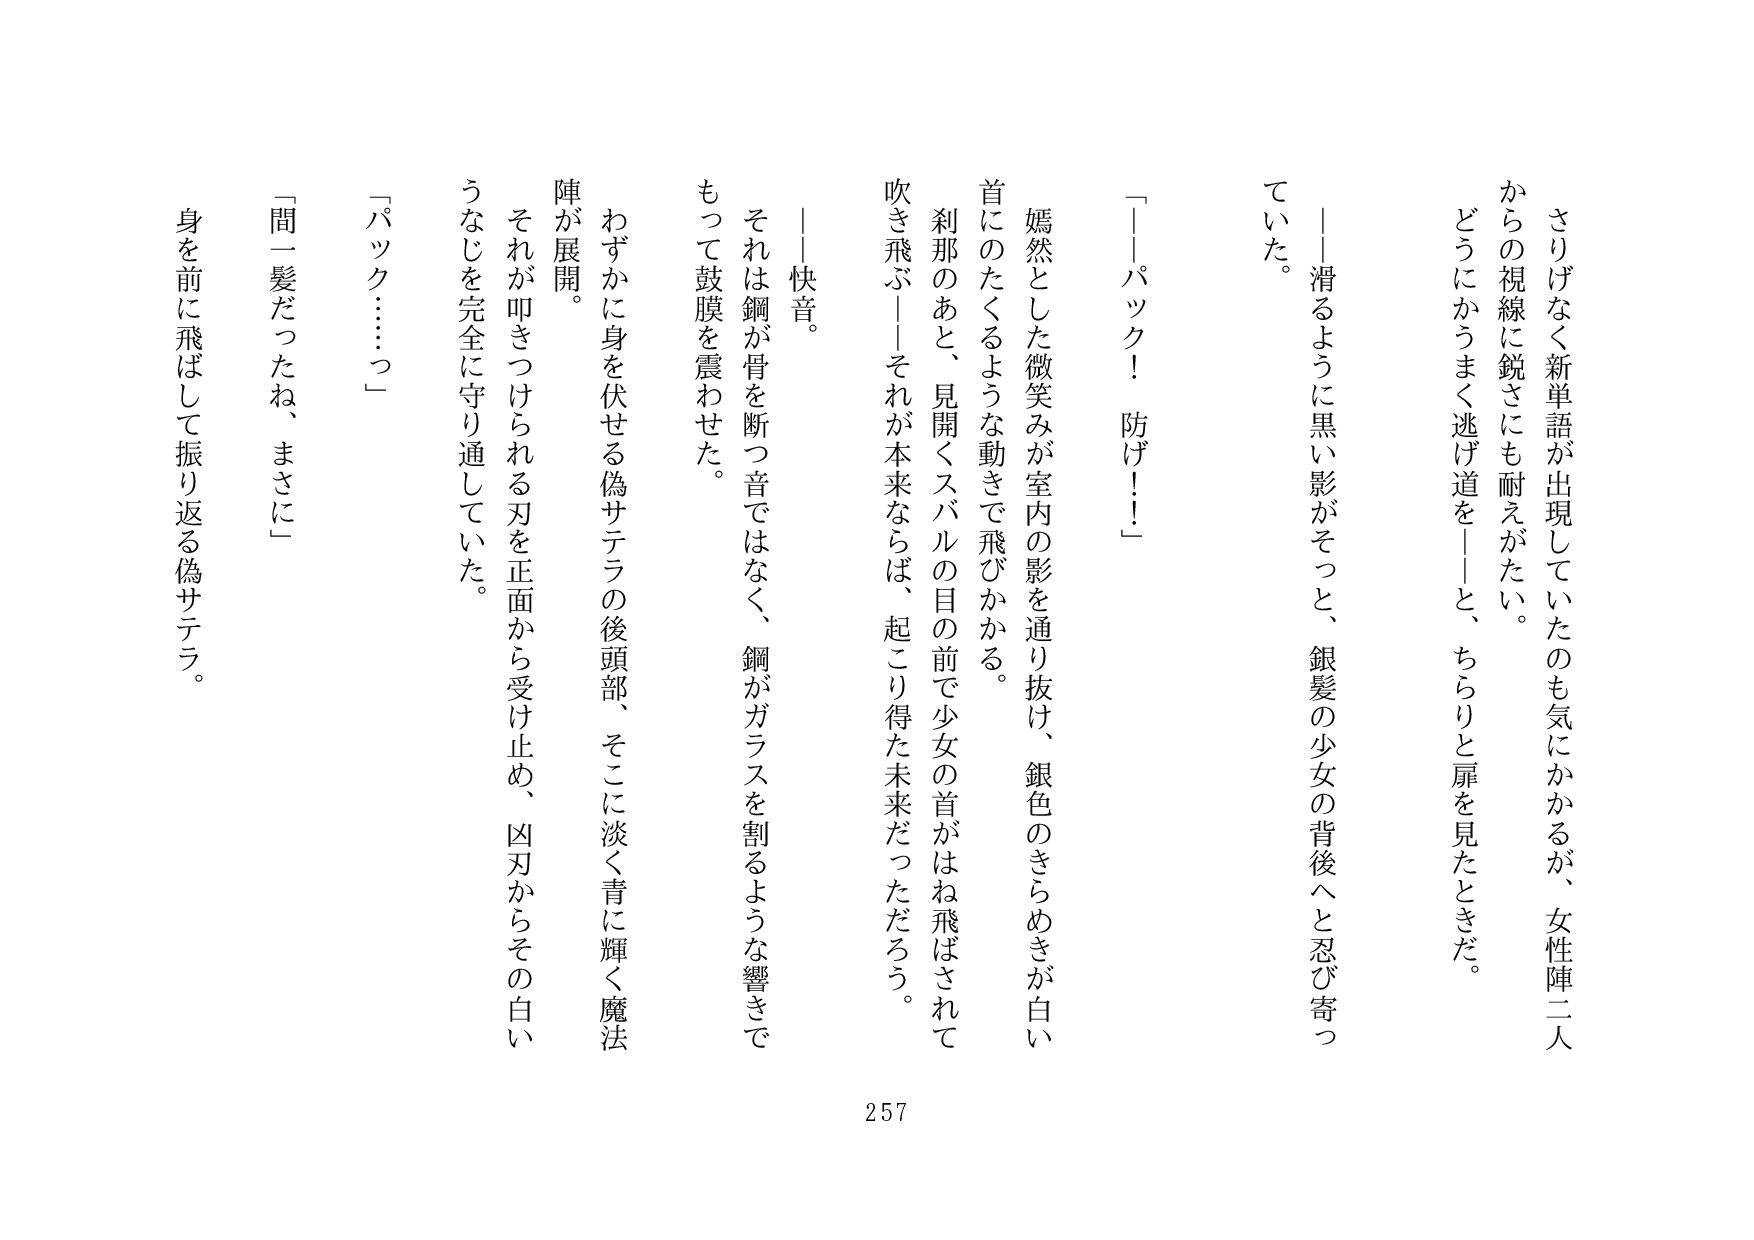 さりげなく新単語が出現していたのも気にかかるが、女性陣二人
からの視線に鋭さにも耐えがたい。
　どうにかうまく逃げ道を――と、ちらりと扉を見たときだ。
　――滑るように黒い影がそっと、銀髪の少女の背後へと忍び寄っ
ていた。
「――パック！　防げ！！」
　嫣然とした微笑みが室内の影を通り抜け、銀色のきらめきが白い
首にのたくるような動きで飛びかかる。
　刹那のあと、見開くスバルの目の前で少女の首がはね飛ばされて
吹き飛ぶ――それが本来ならば、起こり得た未来だっただろう。
　――快音。
　それは鋼が骨を断つ音ではなく、鋼がガラスを割るような響きで
もって鼓膜を震わせた。
　わずかに身を伏せる偽サテラの後頭部、そこに淡く青に輝く魔法
陣が展開。
　それが叩きつけられる刃を正面から受け止め、凶刃からその白い
うなじを完全に守り通していた。
「パック……っ」
「間一髪だったね、まさに」
　身を前に飛ばして振り返る偽サテラ。
257